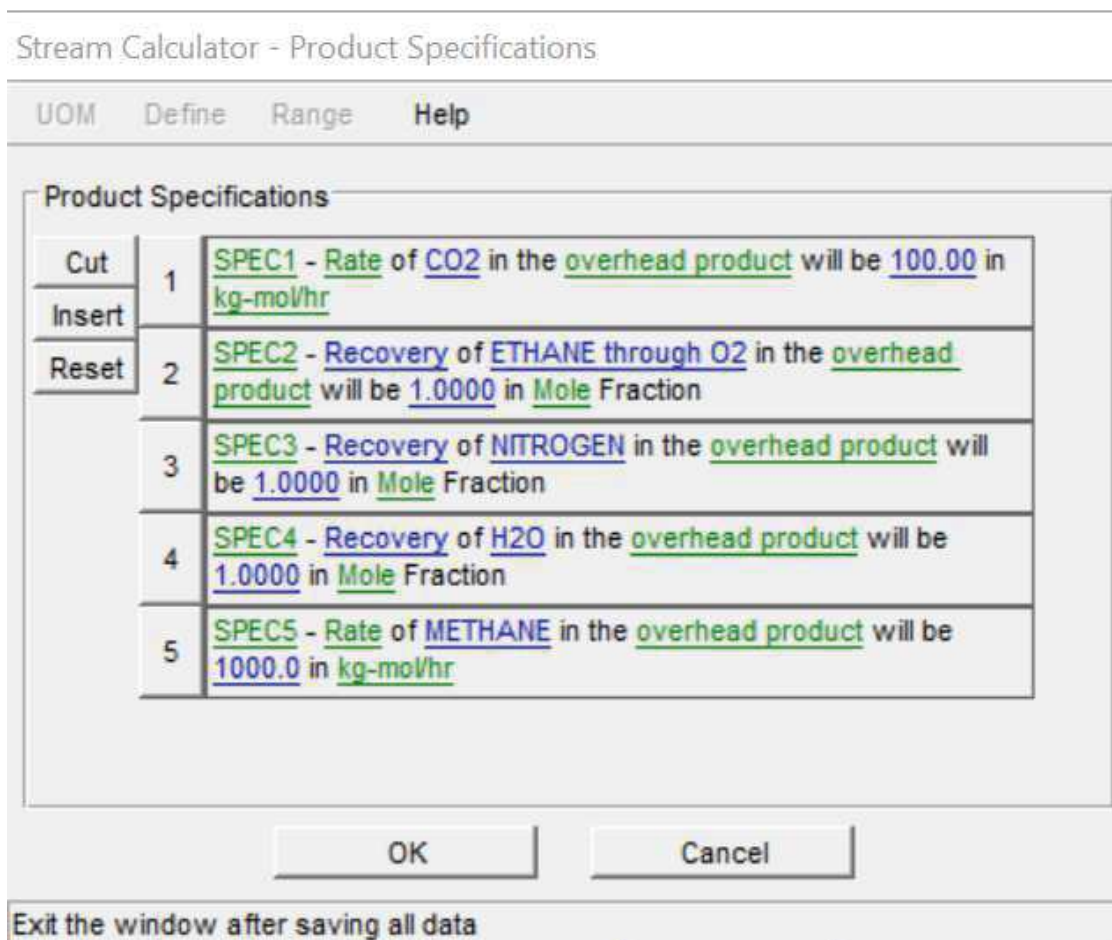 Stream Calculator - Product Specifications
UOM Define Range Help
Product Specifications
Cut
Insert
Reset
1
SPEC1 - Rate of CO2 in the overhead product will be 100.00 in
kg-mol/hr
2
SPEC2 - Recovery of ETHANE through O2 in the overhead
product will be 1.0000 in Mole Fraction
3
SPEC3 - Recovery of NITROGEN in the overhead product will
be 1.0000 in Mole Fraction
4
SPEC4 - Recovery of H2O in the overhead product will be
1.0000 in Mole Fraction
5
SPEC5 - Rate of METHANE in the overhead product will be
1000.0 in kg-mol/hr
OK Cancel
Exit the window after saving all data